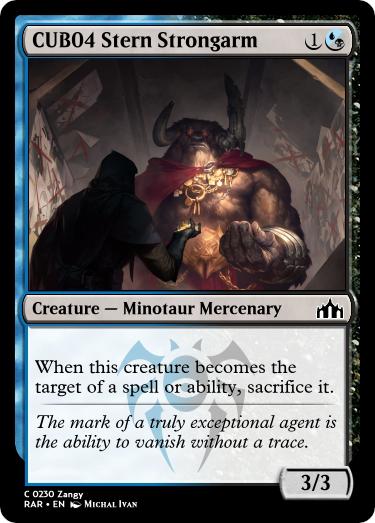 CUB04 Stern Strongarm 1
Creature — Minotaur Mercenary
When this creature becomes the
target of a spell or ability, sacrifice it.
The mark of a truly exceptional agent is
the ability to vanish without a trace.
3/3
C 0230 Zangy
RAR • EN Michal Ivan